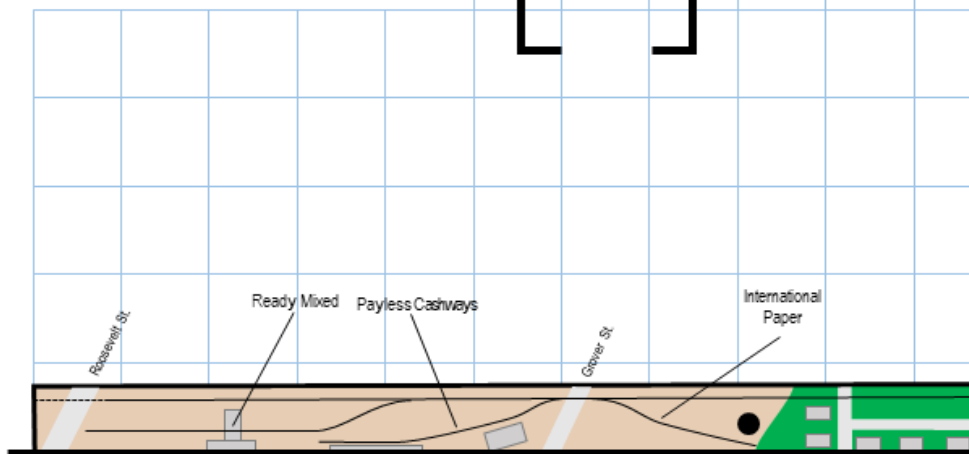 Ready Mixed
Payless Cashways
International
Paper
Roosevelt St.
Grover St.